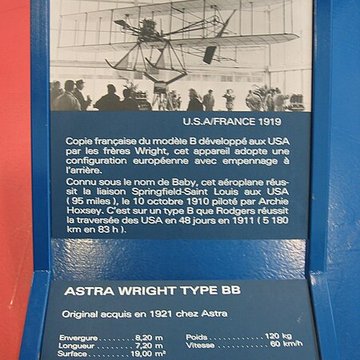 U.S.A/FRANCE 1919
Copie française du modèle B développé aux USA
par les frères Wright, cet appareil adopte une
configuration européenne avec empennage à
l'arrière.
Connu sous le nom de Baby, cet aéroplane réus-
sit la liaison Springfield-Saint Louis aux USA
( 95 miles ), le 10 octobre 1910 piloté par Archie
Hoxsey. C'est sur un type B que Rodgers réussit
la traversée des USA en 48 jours en 1911 ( 5 180
km en 83 h ).
ASTRA WRIGHT TYPE BB
Original acquis en 1921 chez Astra
Envergure . . . . . . . . 8,20 m Poids . . . . . . . . . . . 120 kg
Longueur . . . . . . . . 7,20 m Vitesse . . . . . . . . . . 60 km/h
Surface . . . . . . . . . . 19,00 m²